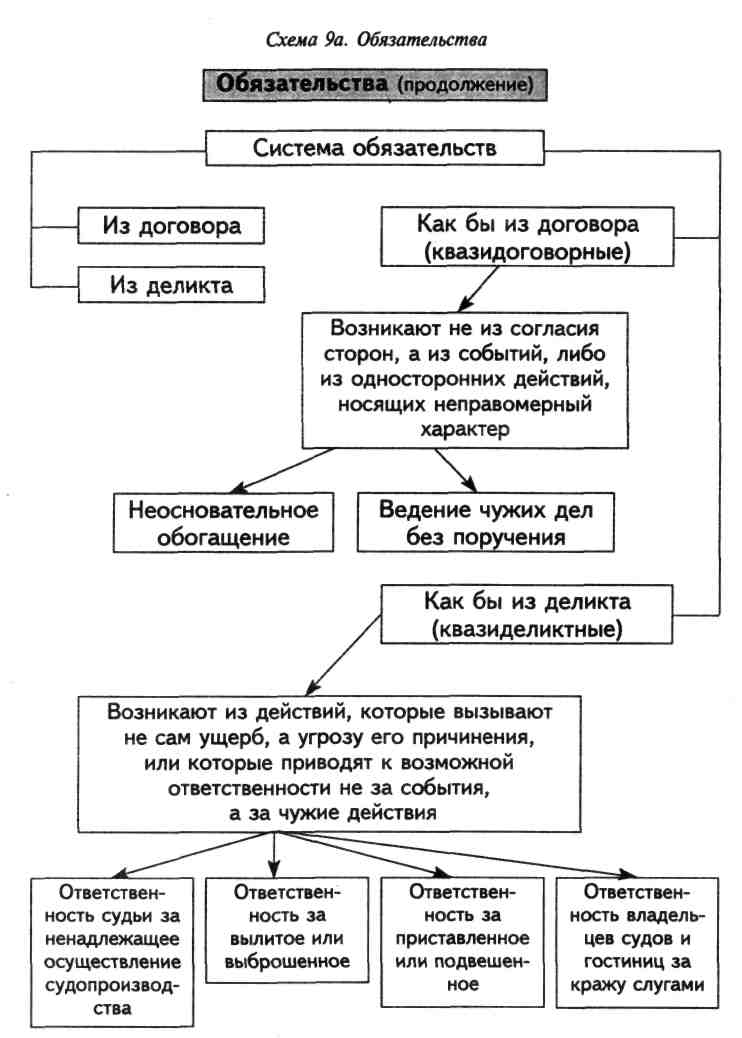 Схема 9а. Обязательства
Обязательства (продолжение)
Система обязательств
Из договора
Из деликта
Как бы из договора
(квазидоговорные)
Возникают не из согласия
сторон, а из событий, либо
из односторонних действий,
носящих неправомерный
характер
Неосновательное
обогащение
Ведение чужих дел
без поручения
Как бы из деликта
(квазиделиктные)
Возникают из действий, которые вызывают
не сам ущерб, а угрозу его причинения,
или которые приводят к возможной
ответственности не за события,
а за чужие действия
Ответствен-
ность судьи за
ненадлежащее
осуществление
судопроизвод-
ства
Ответствен-
ность за
вылитое или
выброшенное
Ответствен-
ность за
приставленное
или подвешен-
ное
Ответствен-
ность владель-
цев судов и
гостиниц за
кражу слугами